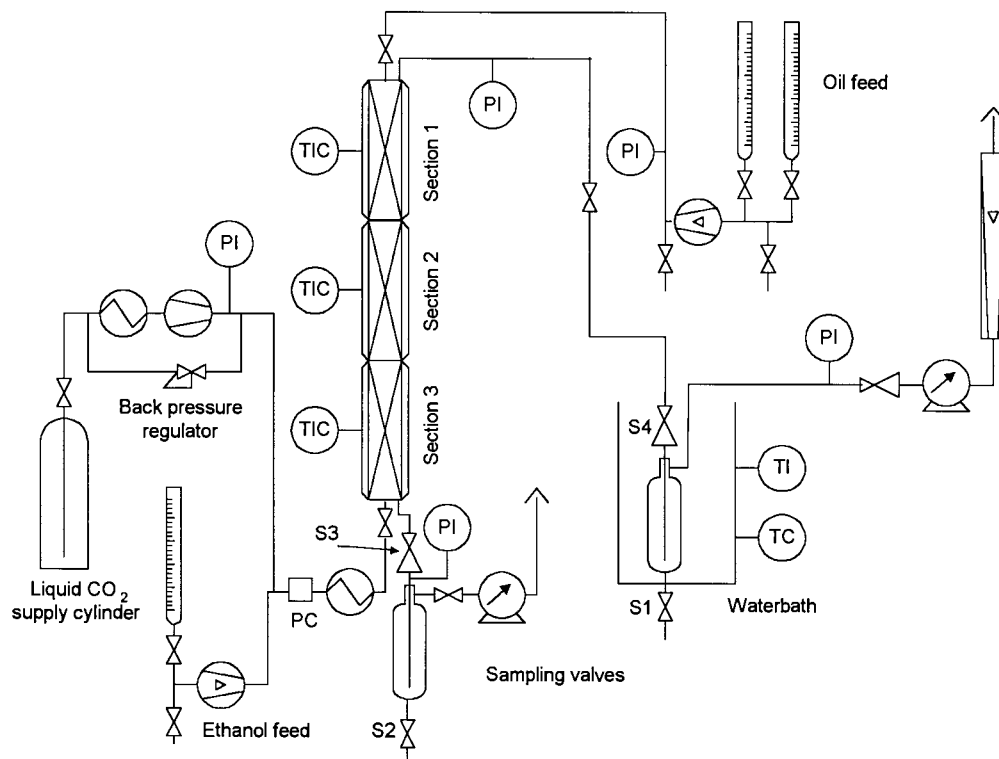 Oil feed
PI
PI
TIC
Section 1
PI
TIC
Section 2
PI
Back pressure
regulator
TIC
Section 3
S4
TI
PI
S3
TC
Liquid CO2
supply cylinder
PC
S1
Waterbath
Sampling valves
Ethanol feed
S2